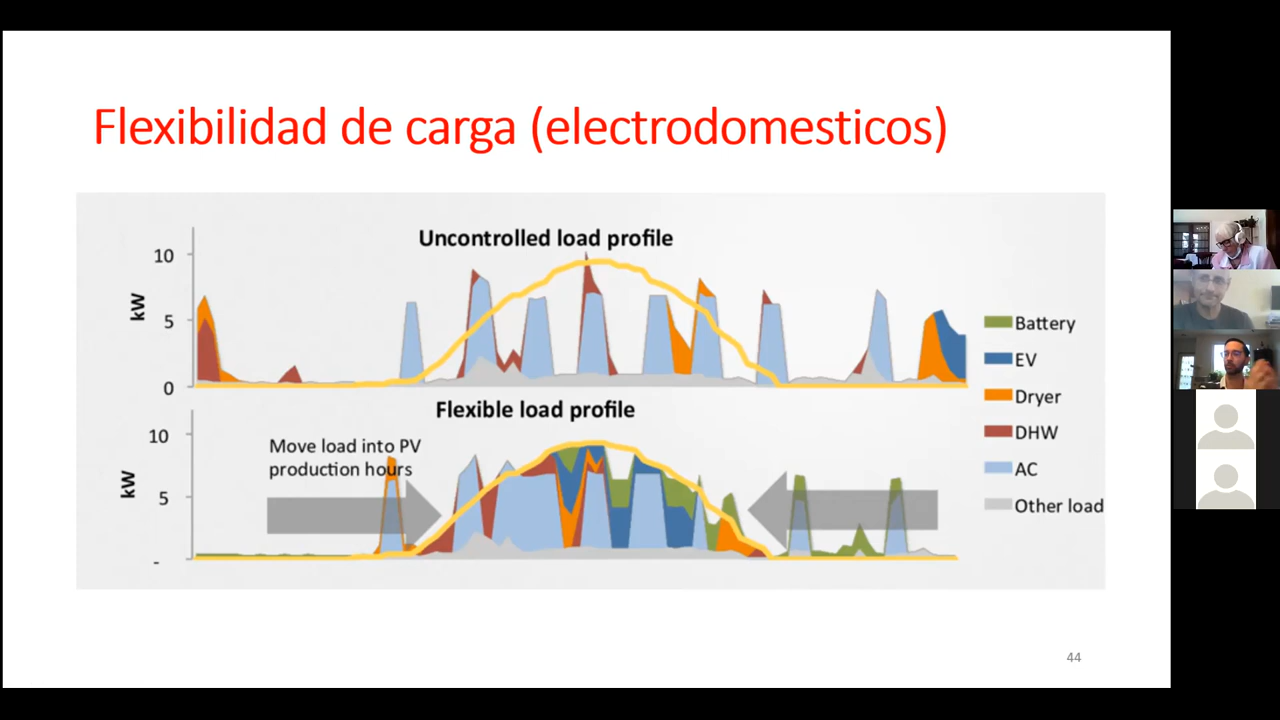 Flexibilidad de carga (electrodomesticos)
Uncontrolled load profile
10
5
0
kW
Flexible load profile
10
5
-
kW
Move load into PV
production hours
Battery
EV
Dryer
DHW
AC
Other load
44